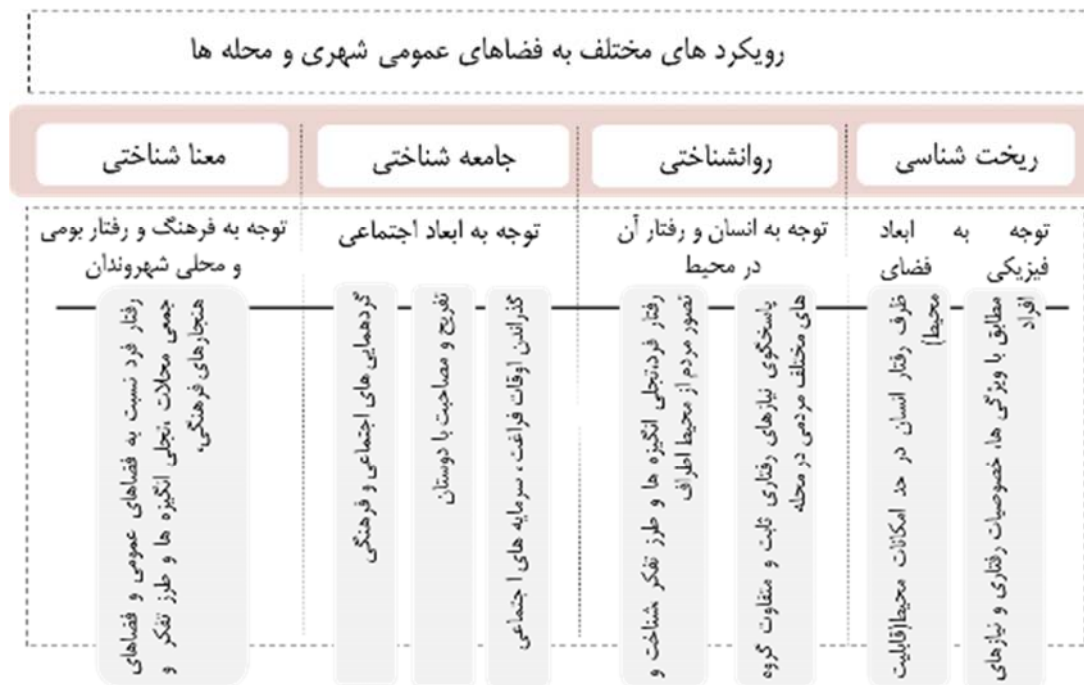 رویکرد های مختلف به فضاهای عمومی شهری و محله ها
ریخت شناسی
روانشناختی
جامعه شناختی
معنا شناختی
توجه به ابعاد
فیزیکی فضای
توجه به انسان و رفتار آن
در محیط
توجه به ابعاد اجتماعی
توجه به فرهنگ و رفتار بومی
و محلی شهروندان
مطابق با ویژگی ها، خصوصیات رفتاری و نیازهای
افراد
ظرف رفتار انسان در حد امکانات محیط(قابلیت
محیط)
پاسخگوی نیازهای رفتاری ثابت و متفاوت گروه
های مختلف مردمی در محله
رفتار فرد،تجلی انگیزه ها و طرز تفکر ،شناخت و
تصور مردم از محیط اطراف
گذراندن اوقات فراغت، سرمایه های اجتماعی
تفریح و مصاحبت با دوستان
گردهمایی های اجتماعی و فرهنگی
رفتار فرد نسبت به فضاهای عمومی و فضاهای
جمعی محلات ،تجلی انگیزه ها و طرز تفکر و
هنجارهای فرهنگی،